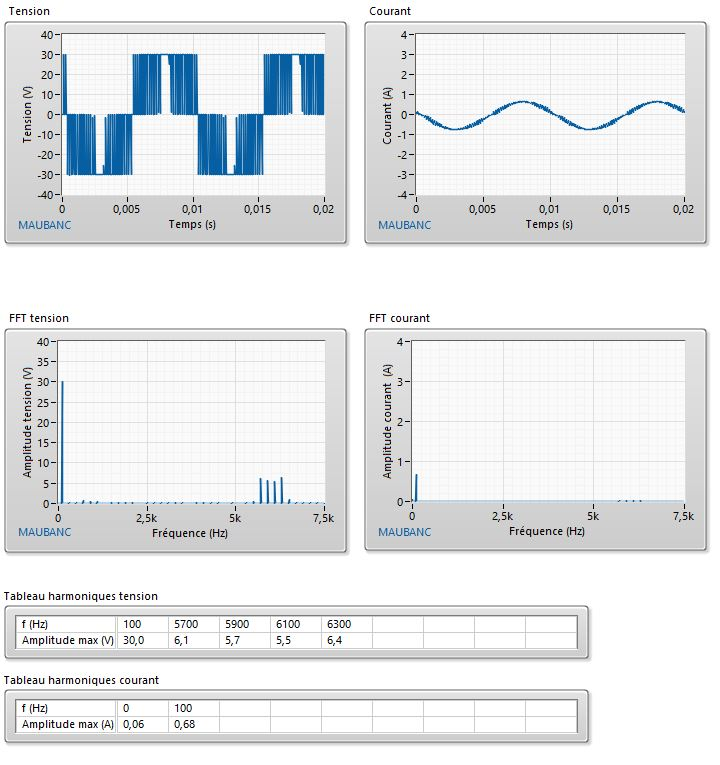 Tension
40
30
20
10
0
-10
-20
-30
-40
Tension (V)
0 0,005 0,01 0,015 0,02
MAUBANC Temps (s)
Courant
4
3
2
1
0
-1
-2
-3
-4
Courant (A)
0 0,005 0,01 0,015 0,02
MAUBANC Temps (s)
FFT tension
40
35
30
25
20
15
10
5
0
Amplitude tension (V)
0 2,5k 5k 7,5k
MAUBANC Fréquence (Hz)
FFT courant
4
3
2
1
0
Amplitude courant (A)
0 2,5k 5k 7,5k
MAUBANC Fréquence (Hz)
Tableau harmoniques tension
f (Hz) 100 5700 5900 6100 6300
Amplitude max (V) 30,0 6,1 5,7 5,5 6,4
Tableau harmoniques courant
f (Hz) 0 100
Amplitude max (A) 0,06 0,68